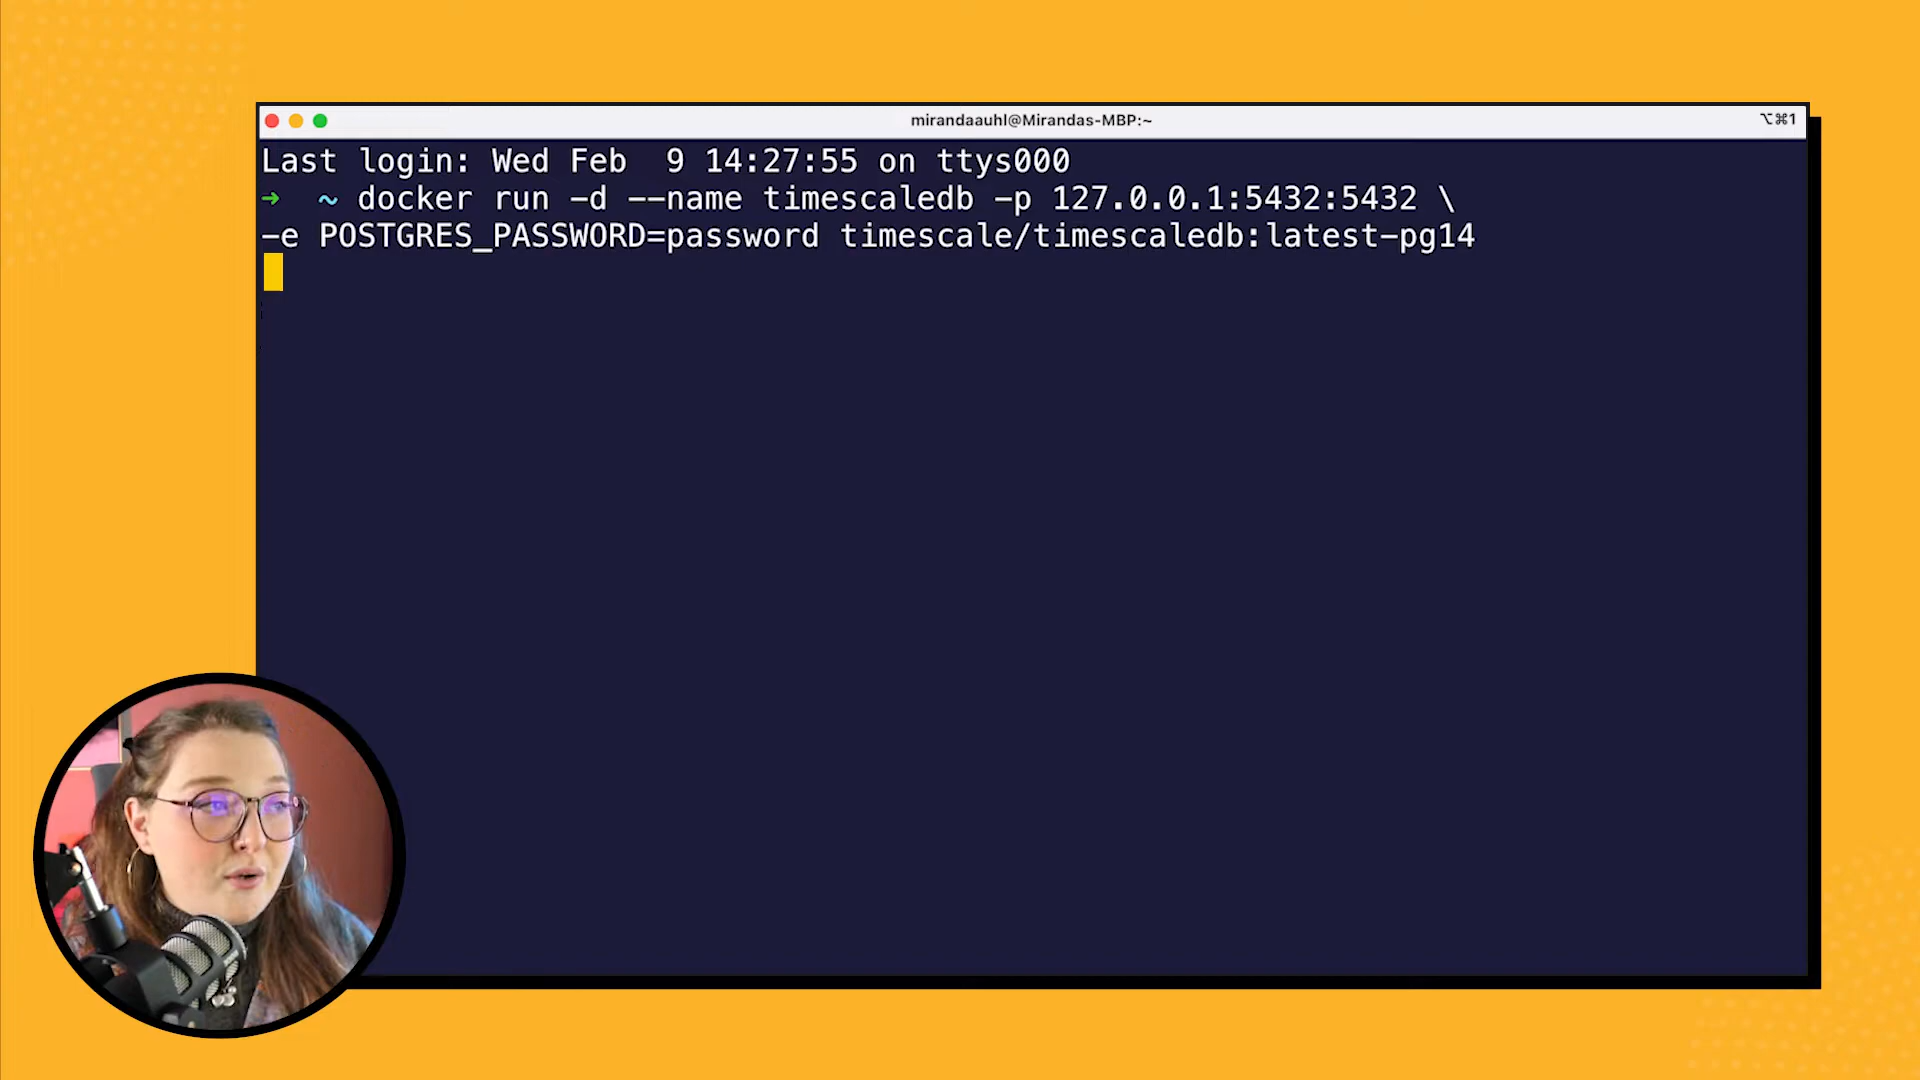 mirandaauhl@Mirandas-MBP:~
⌥⌘1
Last login: Wed Feb  9 14:27:55 on ttys000
➜  ~ docker run -d --name timescaledb -p 127.0.0.1:5432:5432 \
-e POSTGRES_PASSWORD=password timescale/timescaledb:latest-pg14